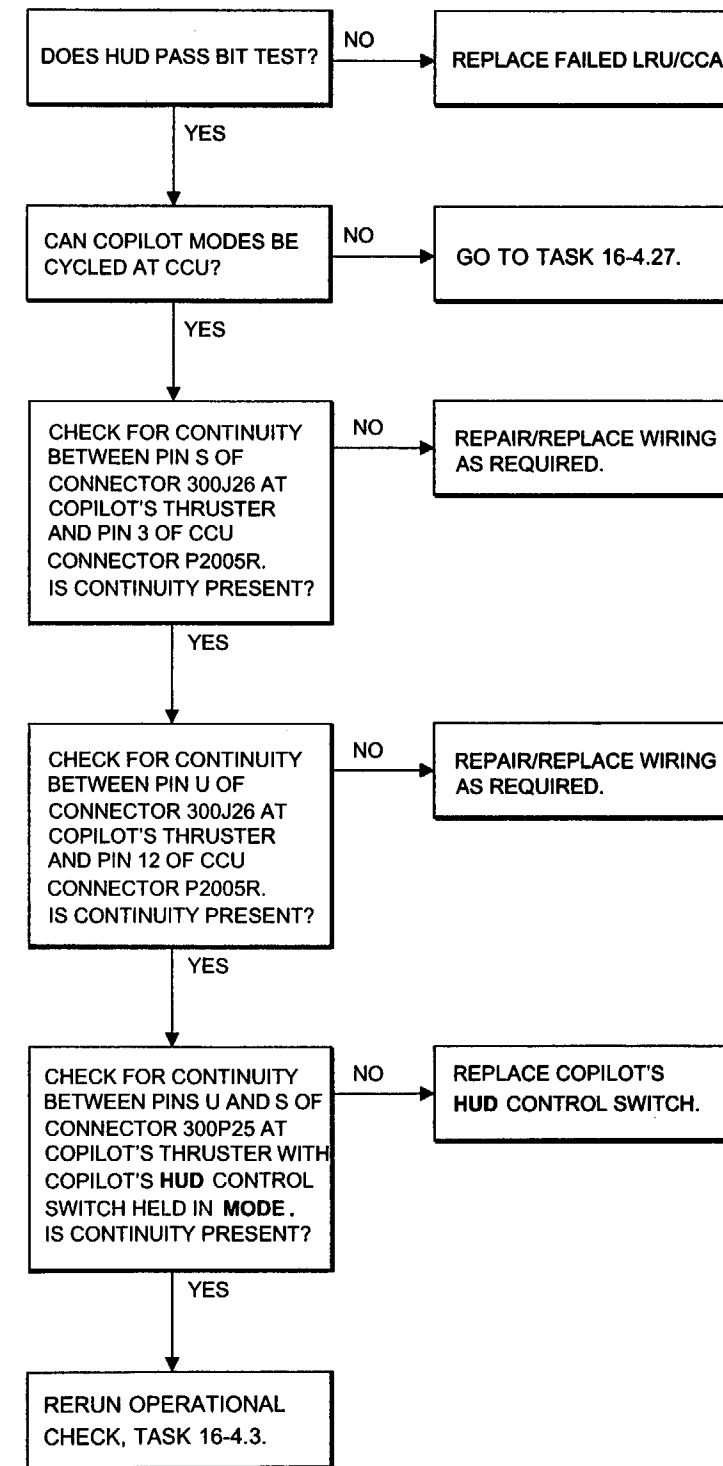 DOES HUD PASS BIT TEST?
NO
REPLACE FAILED LRU/CCA
YES
CAN COPILOT MODES BE
CYCLED AT CCU?
NO
GO TO TASK 16-4.27.
YES
CHECK FOR CONTINUITY
BETWEEN PIN S OF
CONNECTOR 300J26 AT
COPILOT'S THRUSTER
AND PIN 3 OF CCU
CONNECTOR P2005R.
IS CONTINUITY PRESENT?
NO
REPAIR/REPLACE WIRING
AS REQUIRED.
YES
CHECK FOR CONTINUITY
BETWEEN PIN U OF
CONNECTOR 300J26 AT
COPILOT'S THRUSTER
AND PIN 12 OF CCU
CONNECTOR P2005R.
IS CONTINUITY PRESENT?
NO
REPAIR/REPLACE WIRING
AS REQUIRED.
YES
CHECK FOR CONTINUITY
BETWEEN PINS U AND S OF
CONNECTOR 300P25 AT
COPILOT'S THRUSTER WITH
COPILOT'S HUD CONTROL
SWITCH HELD IN MODE.
IS CONTINUITY PRESENT?
NO
REPLACE COPILOT'S
HUD CONTROL SWITCH.
YES
RERUN OPERATIONAL
CHECK, TASK 16-4.3.